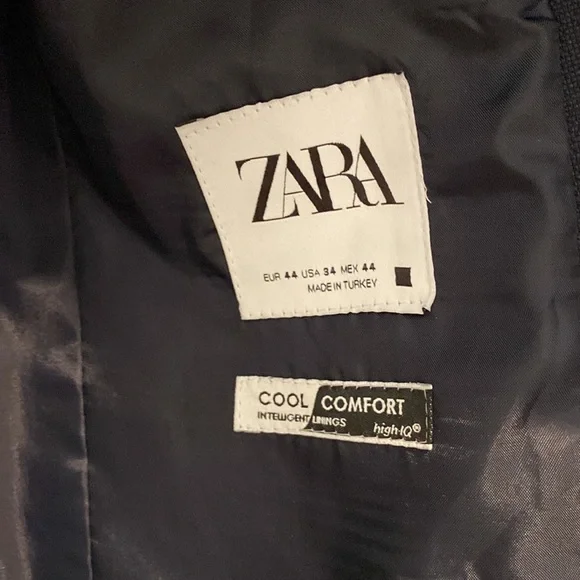 ZARA
EUR 44 USA 34 MEX 44
MADE IN TURKEY
COOL COMFORT
INTELLIGENT LININGS
high-IQ®